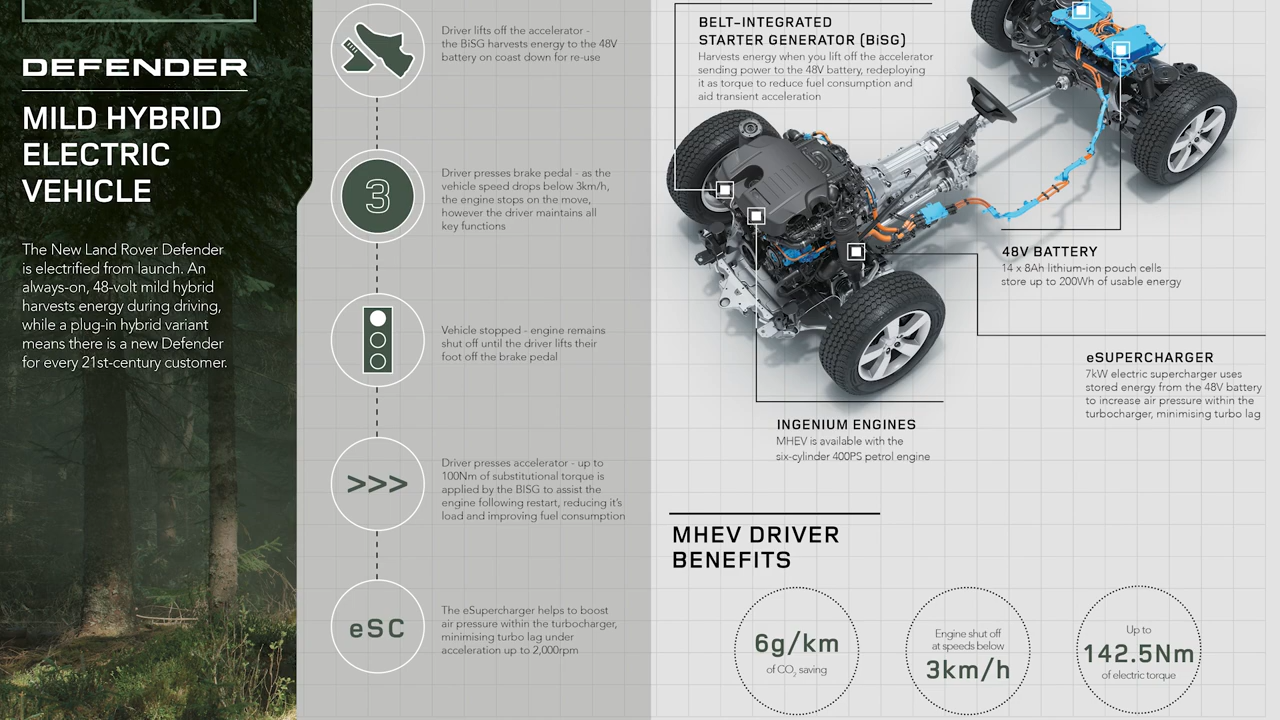 DEFENDER
MILD HYBRID
ELECTRIC
VEHICLE
The New Land Rover Defender
is electrified from launch. An
always-on, 48-volt mild hybrid
harvests energy during driving,
while a plug-in hybrid variant
means there is a new Defender
for every 21st-century customer.
Driver lifts off the accelerator -
the BiSG harvests energy to the 48V
battery on coast down for re-use
3
Driver presses brake pedal - as the
vehicle speed drops below 3km/h,
the engine stops on the move,
however the driver maintains all
key functions
Vehicle stopped - engine remains
shut off until the driver lifts their
foot off the brake pedal
>>>
Driver presses accelerator - up to
100Nm of substitutional torque is
applied by the BISG to assist the
engine following restart, reducing it's
load and improving fuel consumption
eSC
The eSupercharger helps to boost
air pressure within the turbocharger,
minimising turbo lag under
acceleration up to 2,000rpm
BELT-INTEGRATED
STARTER GENERATOR (BiSG)
Harvests energy when you lift off the accelerator
sending power to the 48V battery, redeploying
it as torque to reduce fuel consumption and
aid transient acceleration
48V BATTERY
14 x 8Ah lithium-ion pouch cells
store up to 200Wh of usable energy
eSUPERCHARGER
7kW electric supercharger uses
stored energy from the 48V battery
to increase air pressure within the
turbocharger, minimising turbo lag
INGENIUM ENGINES
MHEV is available with the
six-cylinder 400PS petrol engine
MHEV DRIVER
BENEFITS
6g/km
of CO₂ saving
Engine shut off
at speeds below
3km/h
Up to
142.5Nm
of electric torque